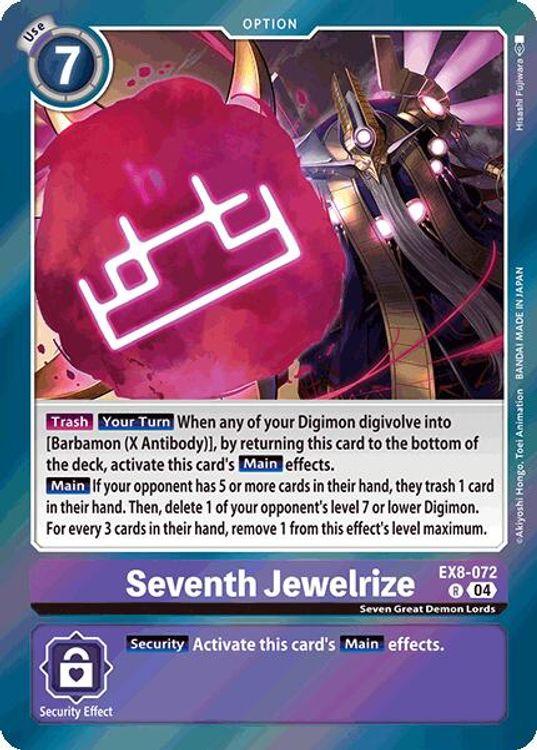 OPTION
Use
7
Hisashi Fujiwara
Trash Your Turn When any of your Digimon digivolve into
[Barbamon (X Antibody)], by returning this card to the bottom of
the deck, activate this card's Main effects.
Main If your opponent has 5 or more cards in their hand, they trash 1 card
in their hand. Then, delete 1 of your opponent's level 7 or lower Digimon.
For every 3 cards in their hand, remove 1 from this effect's level maximum.
©Akiyoshi Hongo, Toei Animation BANDAI MADE IN JAPAN
Seventh Jewelrize
EX8-072
R 04
Seven Great Demon Lords
Security Activate this card's Main effects.
Security Effect